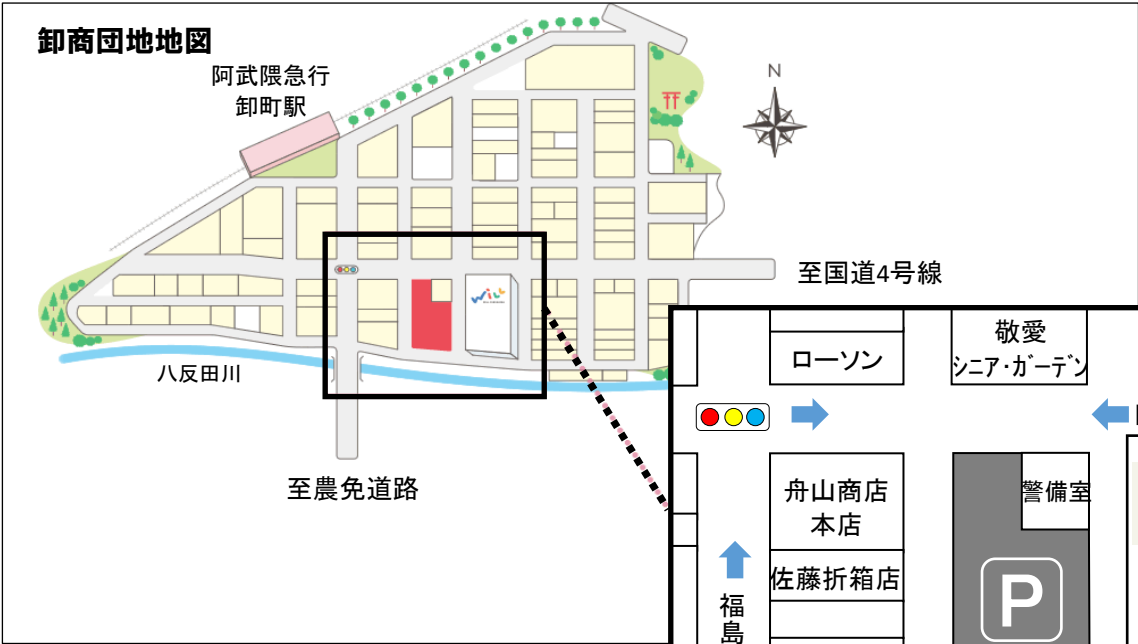 卸商団地地図
阿武隈急行
卸町駅
N
至国道4号線
八反田川
至農免道路
ローソン
敬愛
シニア・ガーデン
舟山商店
本店
警備室
佐藤折箱店
P
福島